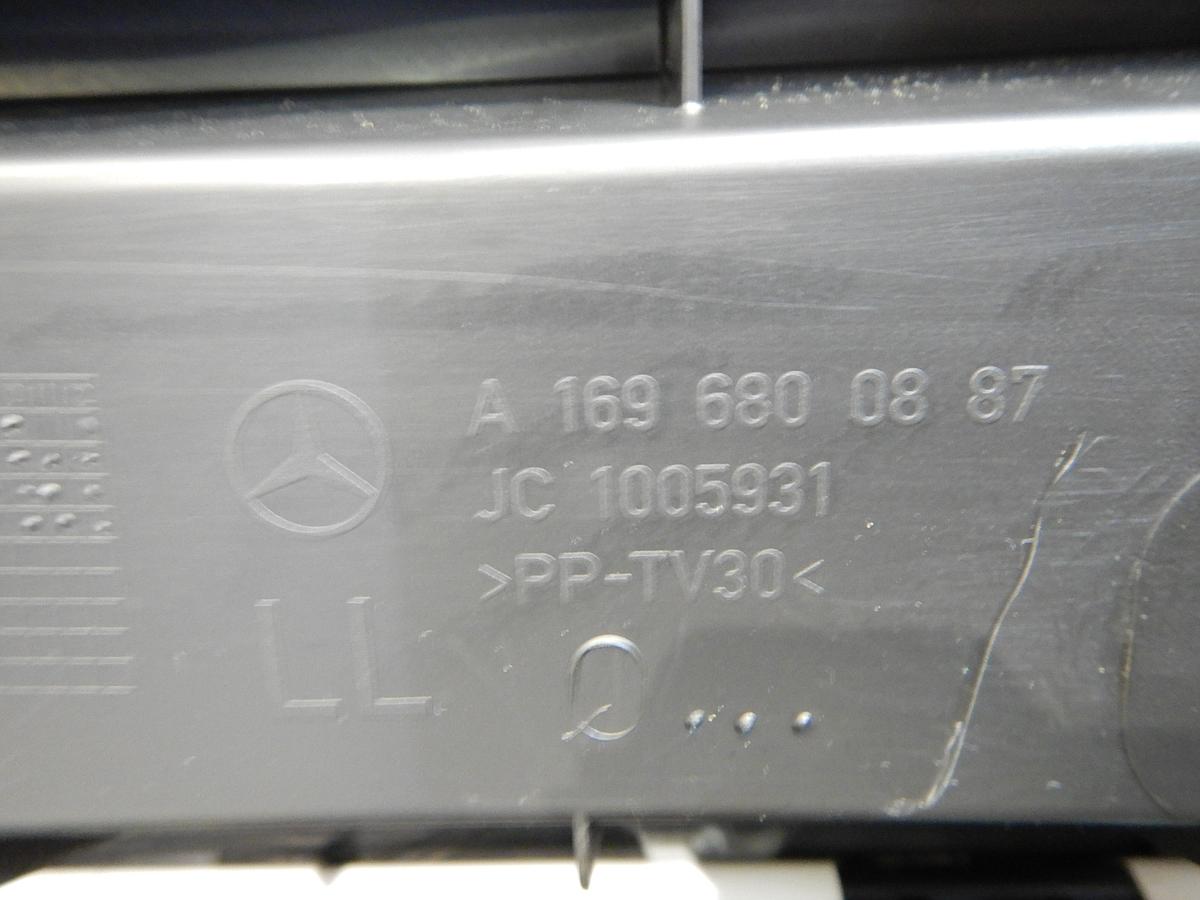 A 169 680 08 87
JC 1005931
>PP-TV30<
LL
Q...